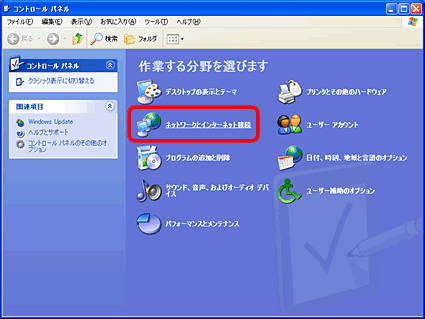 コントロール パネル
ファイル(F) 編集(E) 表示(V) お気に入り(A) ツール(T) ヘルプ(H)
戻る 検索 フォルダ
コントロール パネル
クラシック表示に切り替える
関連項目
Windows Update
ヘルプとサポート
コントロール パネルのその他のオ
プション
作業する分野を選びます
デスクトップの表示とテーマ
プリンタとその他のハードウェア
ネットワークとインターネット接続
ユーザー アカウント
プログラムの追加と削除
日付、時刻、地域と言語のオプション
サウンド、音声、およびオーディオ デバ
イス
ユーザー補助のオプション
パフォーマンスとメンテナンス